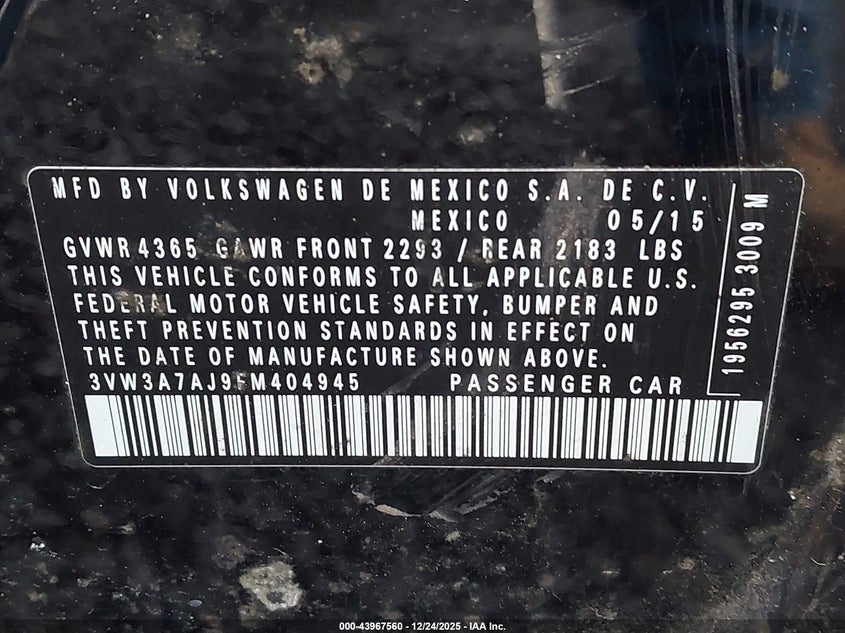 MFD BY VOLKSWAGEN DE MEXICO S.A. DE C.V.
MEXICO 05/15
GVWR 4365 GAWR FRONT 2293 / REAR 2183 LBS
THIS VEHICLE CONFORMS TO ALL APPLICABLE U.S.
FEDERAL MOTOR VEHICLE SAFETY, BUMPER AND
THEFT PREVENTION STANDARDS IN EFFECT ON
THE DATE OF MANUFACTURE SHOWN ABOVE.
3VW3A7AJ9FM404945 PASSENGER CAR
1956295 3009 M
000-43967560 - 12/24/2025 - IAA Inc.